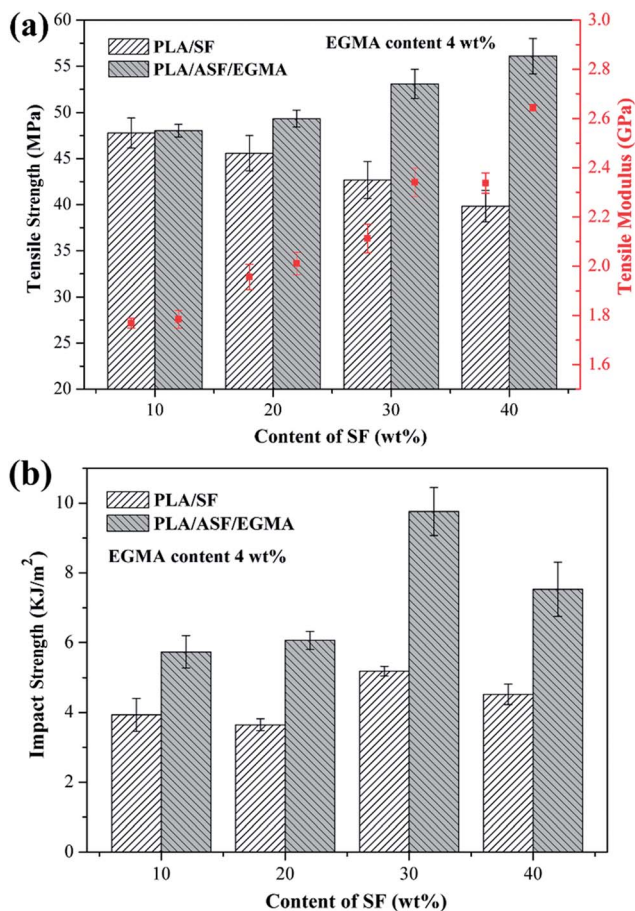 (a)
PLA/SF
PLA/ASF/EGMA
EGMA content 4 wt%
Tensile Strength (MPa)
60
55
50
45
40
35
30
25
20
Tensile Modulus (GPa)
3.0
2.8
2.6
2.4
2.2
2.0
1.8
1.6
10 20 30 40
Content of SF (wt%)
(b)
PLA/SF
PLA/ASF/EGMA
EGMA content 4 wt%
Impact Strength (KJ/m²)
10
8
6
4
2
0
10 20 30 40
Content of SF (wt%)